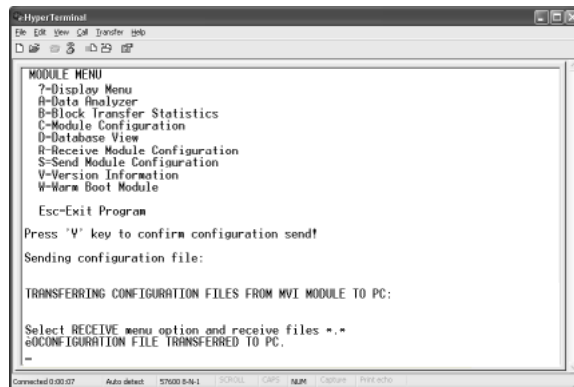 HyperTerminal
File Edit View Call Transfer Help
MODULE MENU
?=Display Menu
A=Data Analyzer
B=Block Transfer Statistics
C=Module Configuration
D=Database View
R=Receive Module Configuration
S=Send Module Configuration
V=Version Information
W=Warm Boot Module
Esc=Exit Program
Press 'Y' key to confirm configuration send!
Sending configuration file:
TRANSFERRING CONFIGURATION FILES FROM MVI MODULE TO PC:
Select RECEIVE menu option and receive files *.*
èOCONFIGURATION FILE TRANSFERRED TO PC.
Connected 0:00:07 Auto detect 57600 8-N-1 SCROLL CAPS NUM Capture Print echo